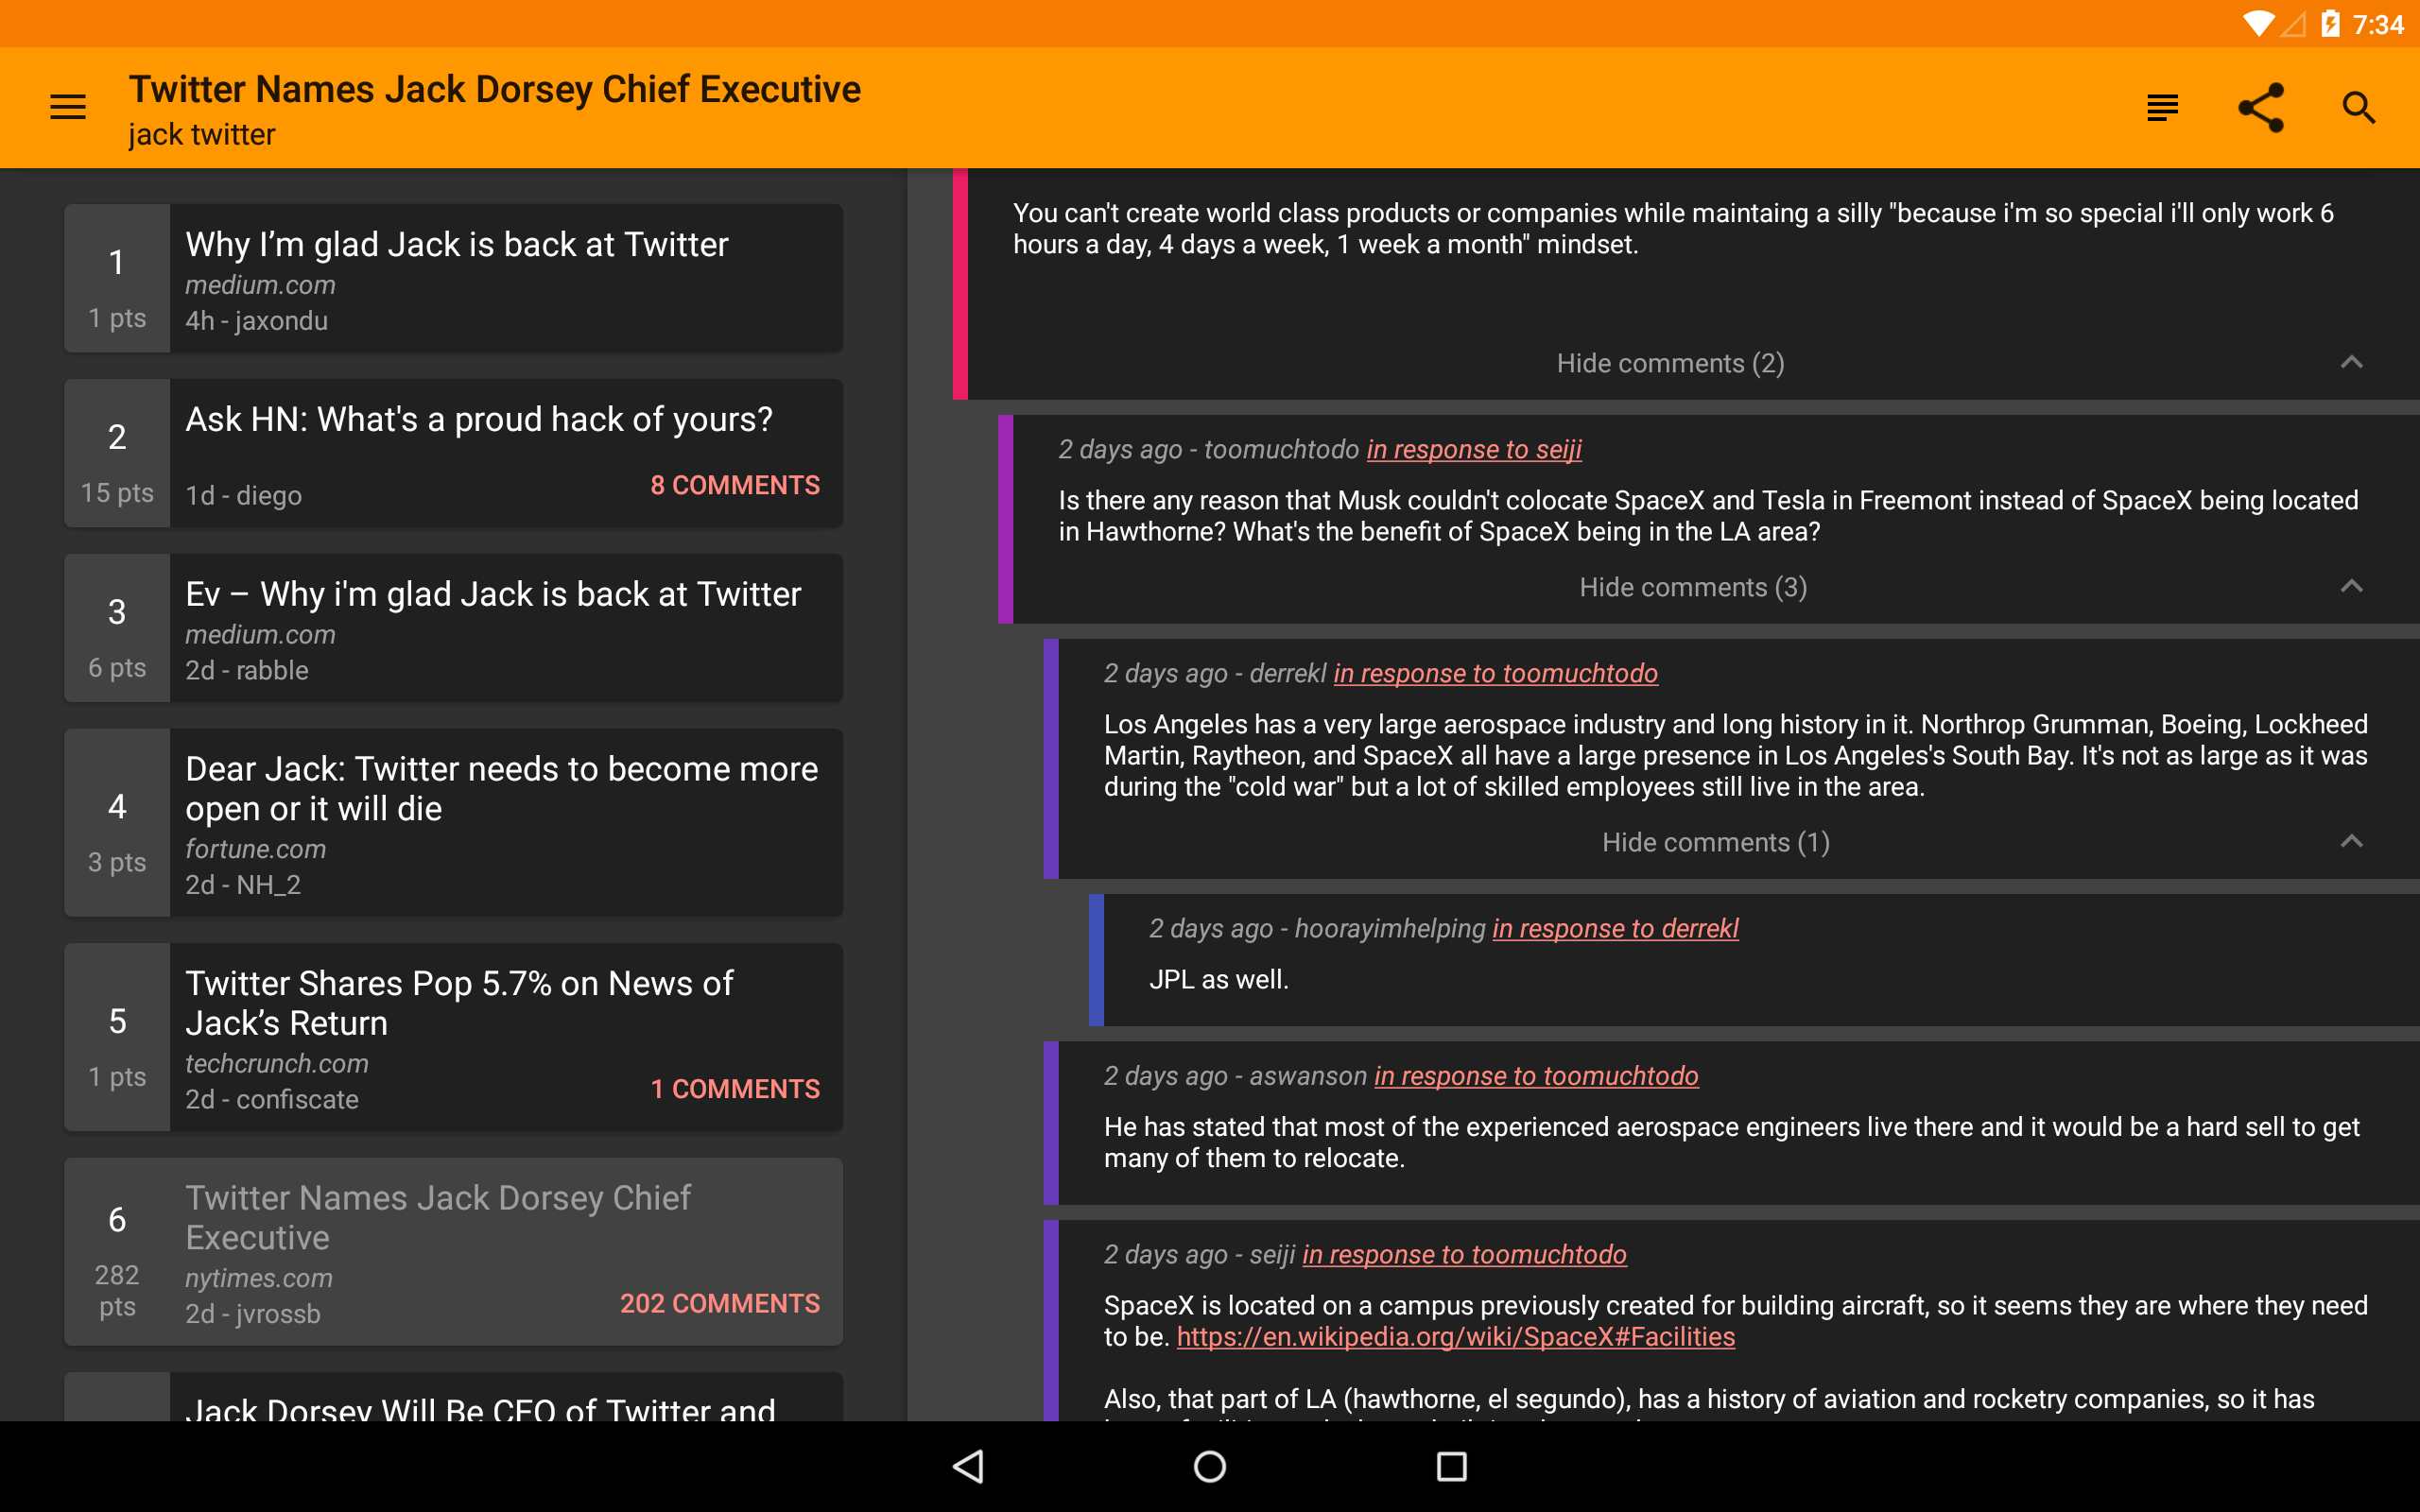 7:34
Twitter Names Jack Dorsey Chief Executive
jack twitter
1
1 pts
Why I’m glad Jack is back at Twitter
medium.com
4h - jaxondu
2
15 pts
Ask HN: What's a proud hack of yours?
1d - diego
8 COMMENTS
3
6 pts
Ev – Why i'm glad Jack is back at Twitter
medium.com
2d - rabble
4
3 pts
Dear Jack: Twitter needs to become more
open or it will die
fortune.com
2d - NH_2
5
1 pts
Twitter Shares Pop 5.7% on News of
Jack’s Return
techcrunch.com
2d - confiscate
1 COMMENTS
6
282
pts
Twitter Names Jack Dorsey Chief
Executive
nytimes.com
2d - jvrossb
202 COMMENTS
Jack Dorsey Will Be CEO of Twitter and
You can't create world class products or companies while maintaing a silly "because i'm so special i'll only work 6
hours a day, 4 days a week, 1 week a month" mindset.
Hide comments (2)
2 days ago - toomuchtodo in response to seiji
Is there any reason that Musk couldn't colocate SpaceX and Tesla in Freemont instead of SpaceX being located
in Hawthorne? What's the benefit of SpaceX being in the LA area?
Hide comments (3)
2 days ago - derrekl in response to toomuchtodo
Los Angeles has a very large aerospace industry and long history in it. Northrop Grumman, Boeing, Lockheed
Martin, Raytheon, and SpaceX all have a large presence in Los Angeles's South Bay. It's not as large as it was
during the "cold war" but a lot of skilled employees still live in the area.
Hide comments (1)
2 days ago - hoorayimhelping in response to derrekl
JPL as well.
2 days ago - aswanson in response to toomuchtodo
He has stated that most of the experienced aerospace engineers live there and it would be a hard sell to get
many of them to relocate.
2 days ago - seiji in response to toomuchtodo
SpaceX is located on a campus previously created for building aircraft, so it seems they are where they need
to be. https://en.wikipedia.org/wiki/SpaceX#Facilities
Also, that part of LA (hawthorne, el segundo), has a history of aviation and rocketry companies, so it has